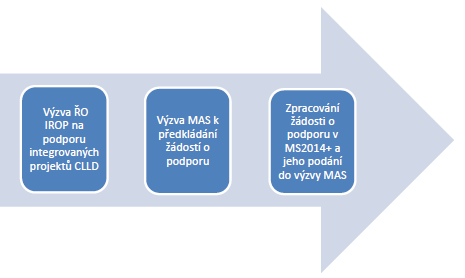 Výzva ŘO
IROP na
podporu
integrovaných
projektů CLLD
Výzva MAS k
předkládání
žádostí o
podporu
Zpracování
žádosti o
podporu v
MS2014+ a
jeho podání
do výzvy MAS